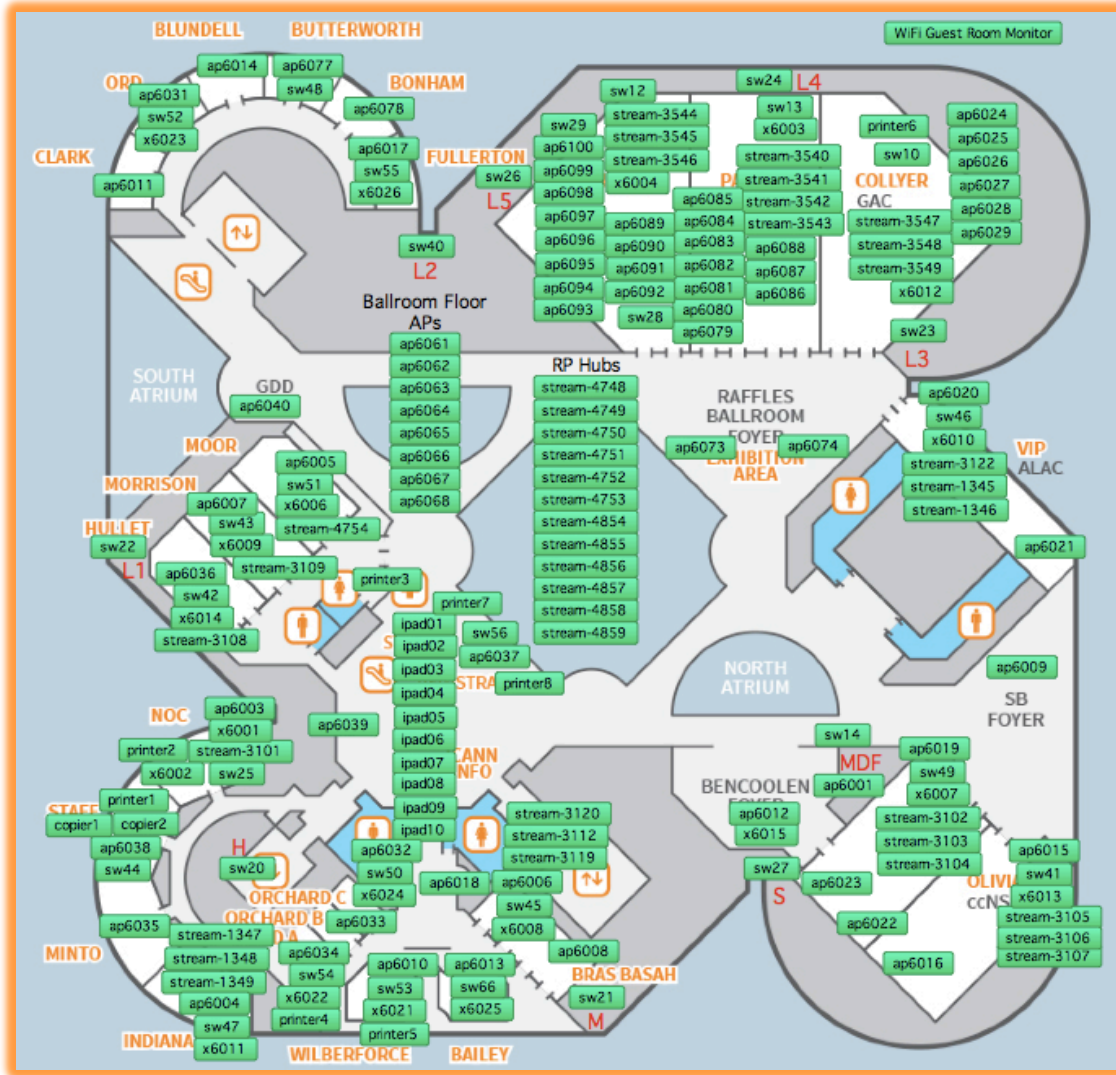 WiFi Guest Room Monitor
BLUNDELL
BUTTERWORTH
BONHAM
ORD
CLARK
ap6014
ap6077
sw48
ap6078
ap6031
sw52
x6023
ap6011
ap6017
sw55
x6026
FULLERTON
sw26
L5
sw40
L2
sw12
stream-3544
stream-3545
stream-3546
x6004
sw29
ap6100
ap6099
ap6098
ap6097
ap6096
ap6095
ap6094
ap6093
ap6089
ap6090
ap6091
ap6092
sw28
sw24
L4
sw13
x6003
stream-3540
stream-3541
stream-3542
stream-3543
PA
ap6085
ap6084
ap6083
ap6082
ap6081
ap6080
ap6079
ap6088
ap6087
ap6086
printer6
sw10
COLLYER
GAC
stream-3547
stream-3548
stream-3549
x6012
ap6024
ap6025
ap6026
ap6027
ap6028
ap6029
sw23
L3
Ballroom Floor
APs
ap6061
ap6062
ap6063
ap6064
ap6065
ap6066
ap6067
ap6068
RP Hubs
stream-4748
stream-4749
stream-4750
stream-4751
stream-4752
stream-4753
stream-4854
stream-4855
stream-4856
stream-4857
stream-4858
stream-4859
RAFFLES
BALLROOM
FOYER
EXHIBITION
AREA
ap6073
ap6074
ap6020
sw46
x6010
stream-3122
stream-1345
stream-1346
VIP
ALAC
ap6021
SOUTH
ATRIUM
GDD
ap6040
MOOR
ap6005
sw51
x6006
stream-4754
MORRISON
ap6007
sw43
x6009
stream-3109
HULLET
sw22
L1
ap6036
sw42
x6014
stream-3108
printer3
printer7
ipad01
ipad02
ipad03
ipad04
ipad05
ipad06
ipad07
ipad08
ipad09
ipad10
sw56
ap6037
STRA
printer8
NORTH
ATRIUM
ap6009
SB
FOYER
NOC
ap6003
x6001
printer2
stream-3101
x6002
sw25
ap6039
CANN
NFO
sw14
MDF
ap6001
BENCOOLEN
ap6012
x6015
sw27
S
ap6019
sw49
x6007
stream-3102
stream-3103
stream-3104
ap6023
ap6022
ap6016
OLIVIA
ccNS
ap6015
sw41
x6013
stream-3105
stream-3106
stream-3107
STAFF
printer1
copier1
copier2
ap6038
sw44
H
sw20
ORCHARD C
ORCHARD B
ap6032
sw50
x6024
ap6033
ap6018
stream-3120
stream-3112
stream-3119
ap6006
sw45
x6008
ap6008
BRAS BASAH
sw21
M
ap6035
MINTO
stream-1347
stream-1348
stream-1349
ap6004
sw47
x6011
INDIANA
ap6034
sw54
x6022
printer4
ap6010
sw53
x6021
printer5
WILBERFORCE
ap6013
sw66
x6025
BAILEY